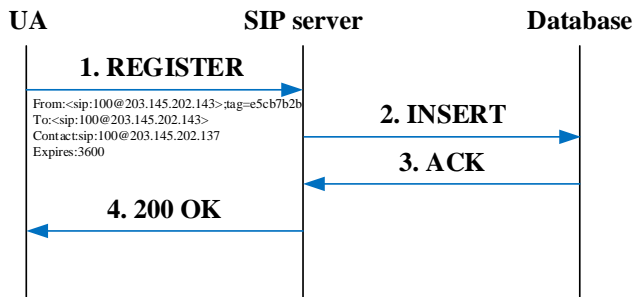 UA SIP server Database
1. REGISTER
From:<sip:100@203.145.202.143>;tag=e5cb7b2b
To:<sip:100@203.145.202.143>
Contact:sip:100@203.145.202.137
Expires:3600
2. INSERT
3. ACK
4. 200 OK